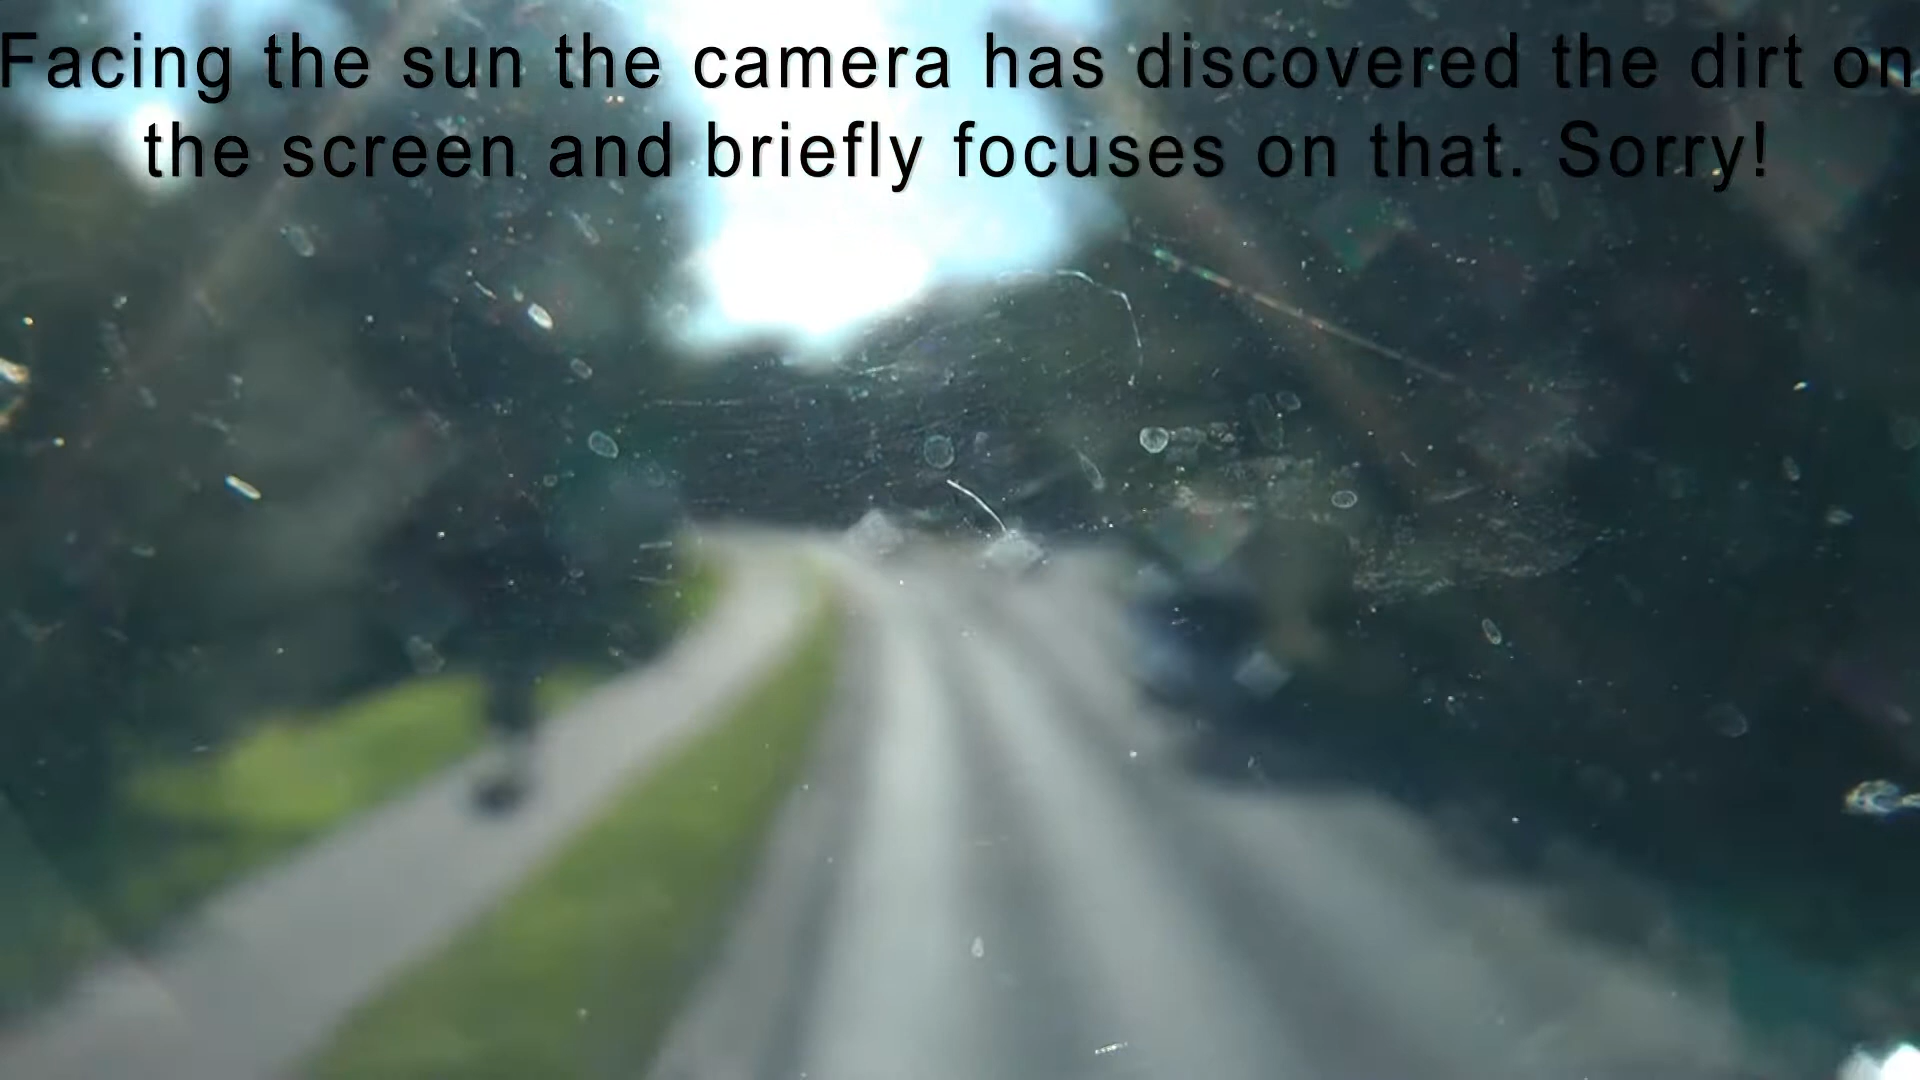 Facing the sun the camera has discovered the dirt on
the screen and briefly focuses on that. Sorry!